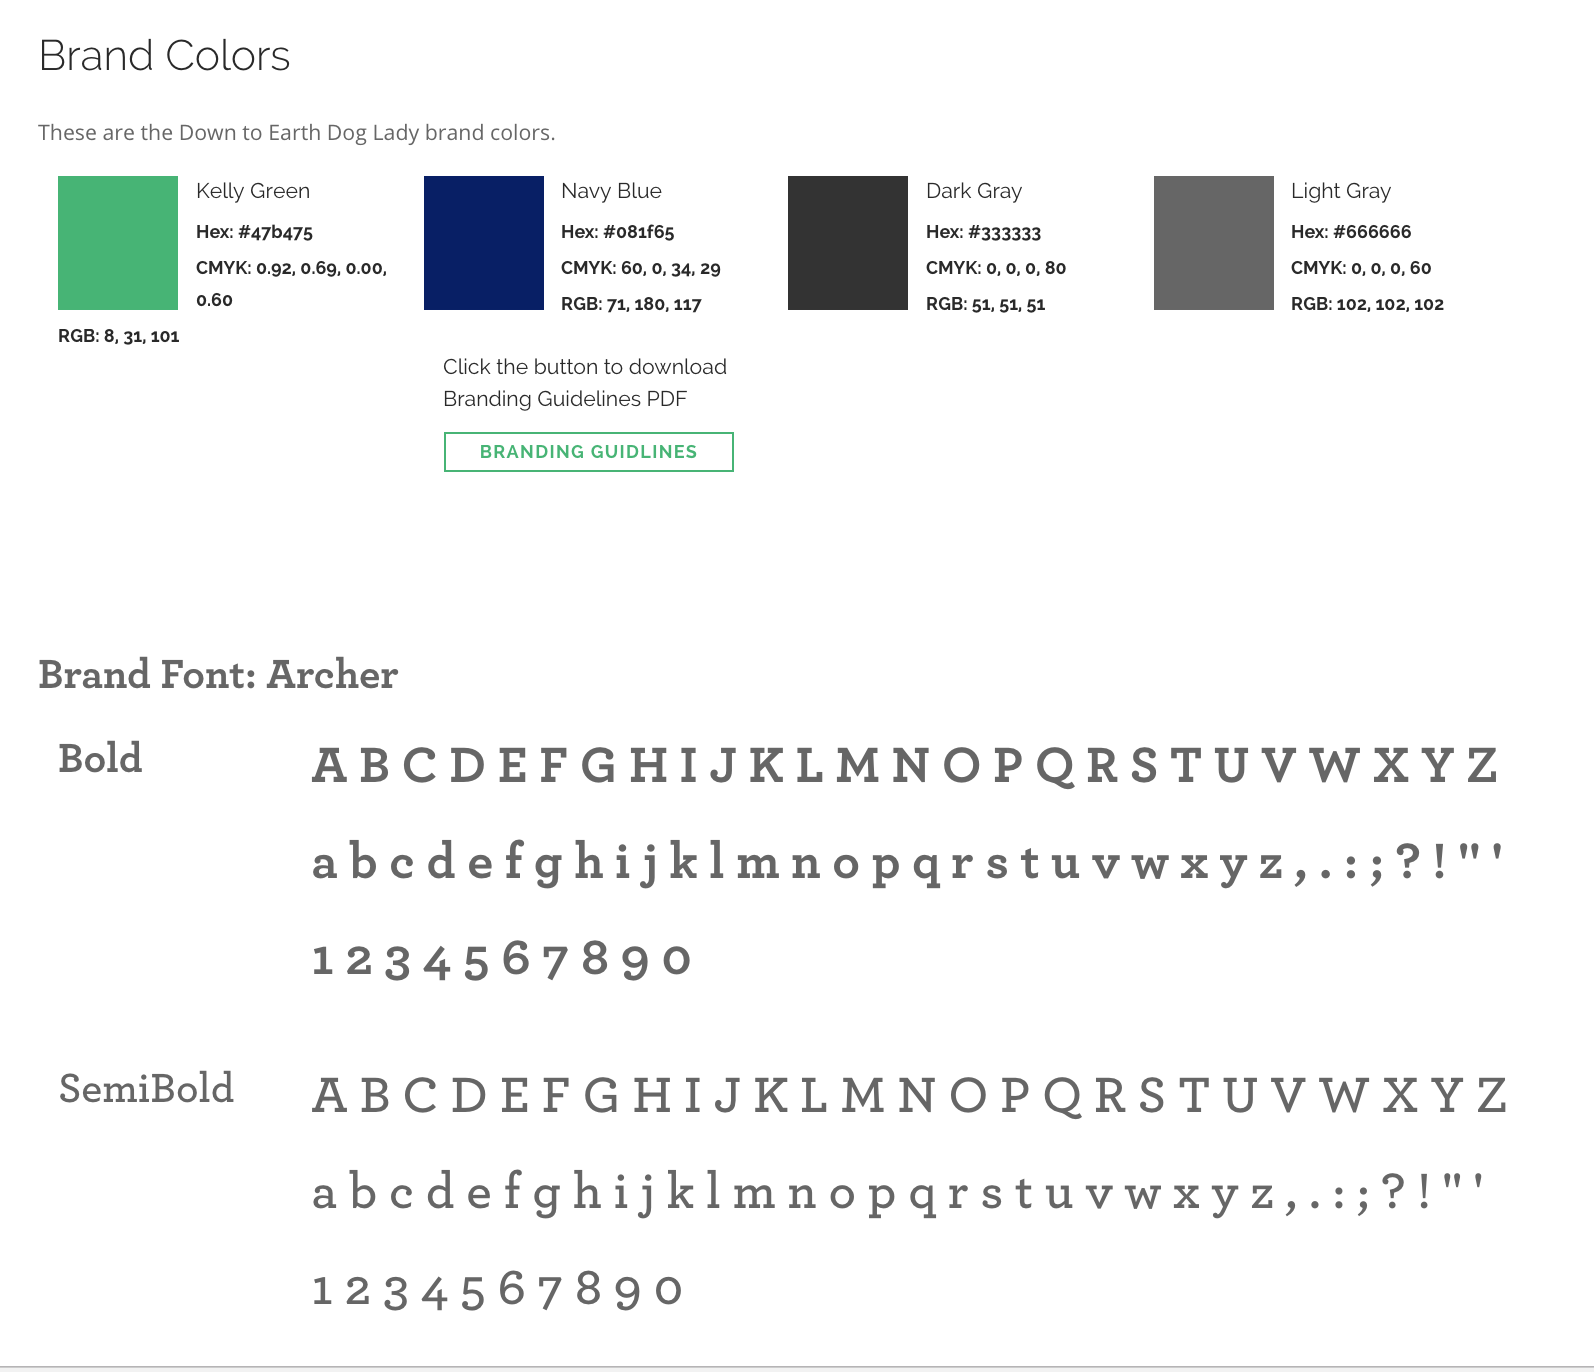 Brand Colors
These are the Down to Earth Dog Lady brand colors.
Kelly Green
Hex: #47b475
CMYK: 0.92, 0.69, 0.00,
0.60
RGB: 8, 31, 101
Navy Blue
Hex: #081f65
CMYK: 60, 0, 34, 29
RGB: 71, 180, 117
Dark Gray
Hex: #333333
CMYK: 0, 0, 0, 80
RGB: 51, 51, 51
Light Gray
Hex: #666666
CMYK: 0, 0, 0, 60
RGB: 102, 102, 102
Click the button to download
Branding Guidelines PDF
BRANDING GUIDLINES
Brand Font: Archer
Bold
A B C D E F G H I J K L M N O P Q R S T U V W X Y Z
a b c d e f g h i j k l m n o p q r s t u v w x y z , . : ; ? ! " '
1 2 3 4 5 6 7 8 9 0
SemiBold
A B C D E F G H I J K L M N O P Q R S T U V W X Y Z
a b c d e f g h i j k l m n o p q r s t u v w x y z , . : ; ? ! " '
1 2 3 4 5 6 7 8 9 0